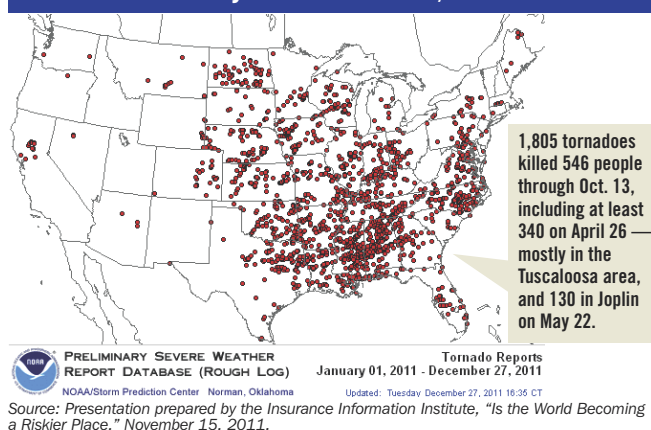 1,805 tornadoes
killed 546 people
through Oct. 13,
including at least
340 on April 26 —
mostly in the
Tuscaloosa area,
and 130 in Joplin
on May 22.
NOAA
PRELIMINARY SEVERE WEATHER
REPORT DATABASE (ROUGH LOG)
NOAA/Storm Prediction Center Norman, Oklahoma
Tornado Reports
January 01, 2011 - December 27, 2011
Updated: Tuesday December 27, 2011 16:35 CT
Source: Presentation prepared by the Insurance Information Institute, “Is the World Becoming
a Riskier Place,” November 15, 2011.